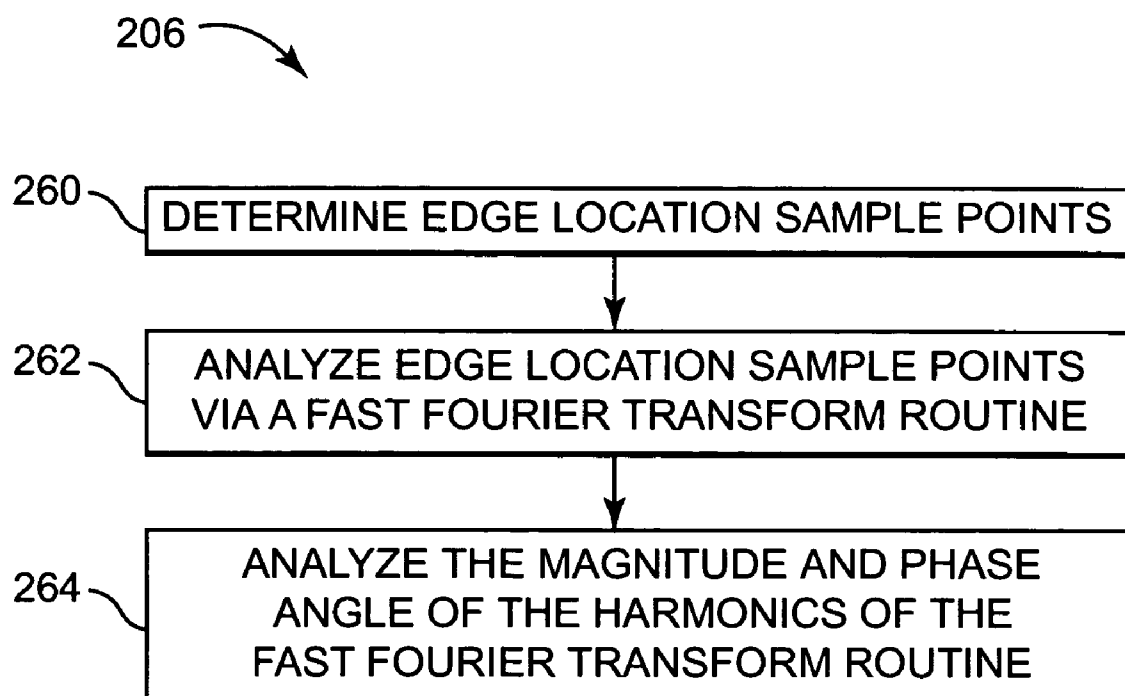 206
260
DETERMINE EDGE LOCATION SAMPLE POINTS
262
ANALYZE EDGE LOCATION SAMPLE POINTS
VIA A FAST FOURIER TRANSFORM ROUTINE
264
ANALYZE THE MAGNITUDE AND PHASE
ANGLE OF THE HARMONICS OF THE
FAST FOURIER TRANSFORM ROUTINE